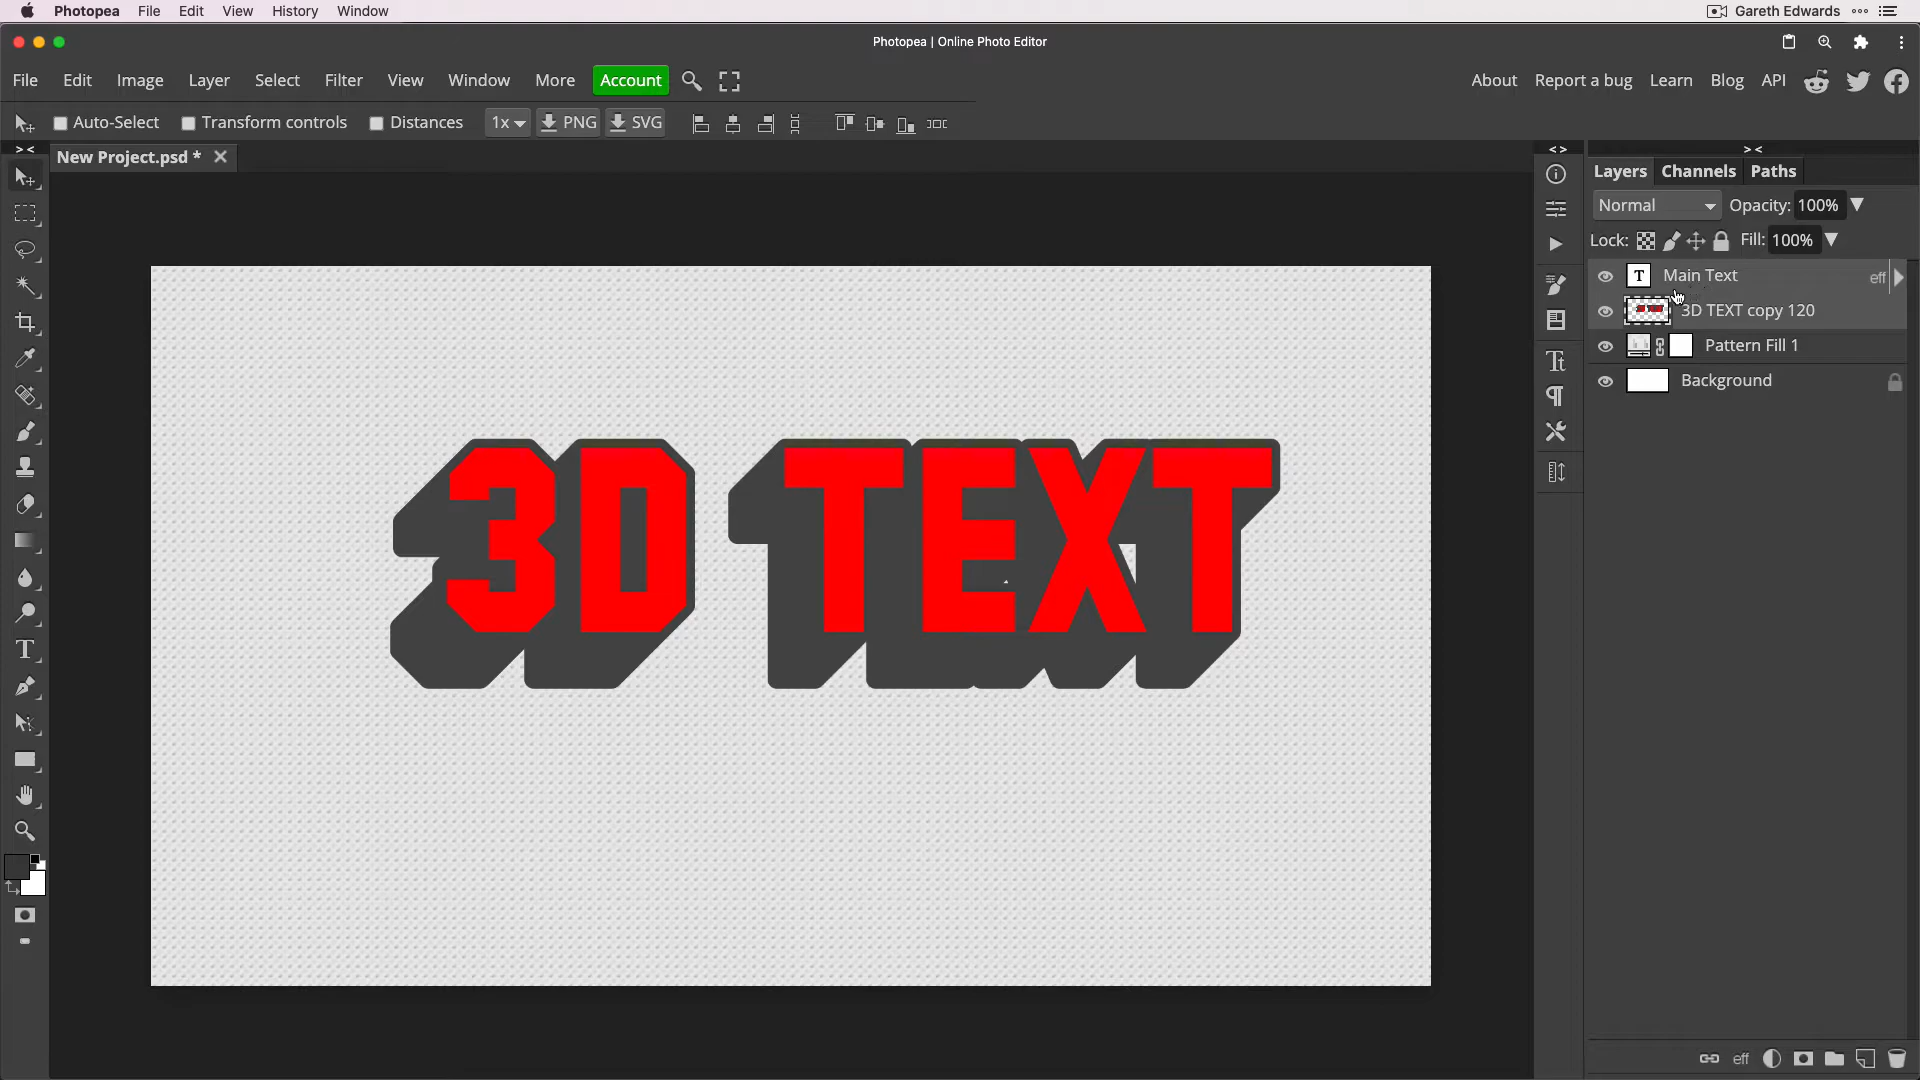 Photopea File Edit View History Window Gareth Edwards
Photopea | Online Photo Editor
File Edit Image Layer Select Filter View Window More Account About Report a bug Learn Blog API
Auto-Select Transform controls Distances 1x PNG SVG
New Project.psd *
Layers Channels Paths
Normal Opacity: 100%
Lock: Fill: 100%
T Main Text eff
3D TEXT copy 120
Pattern Fill 1
Background
3D TEXT
eff